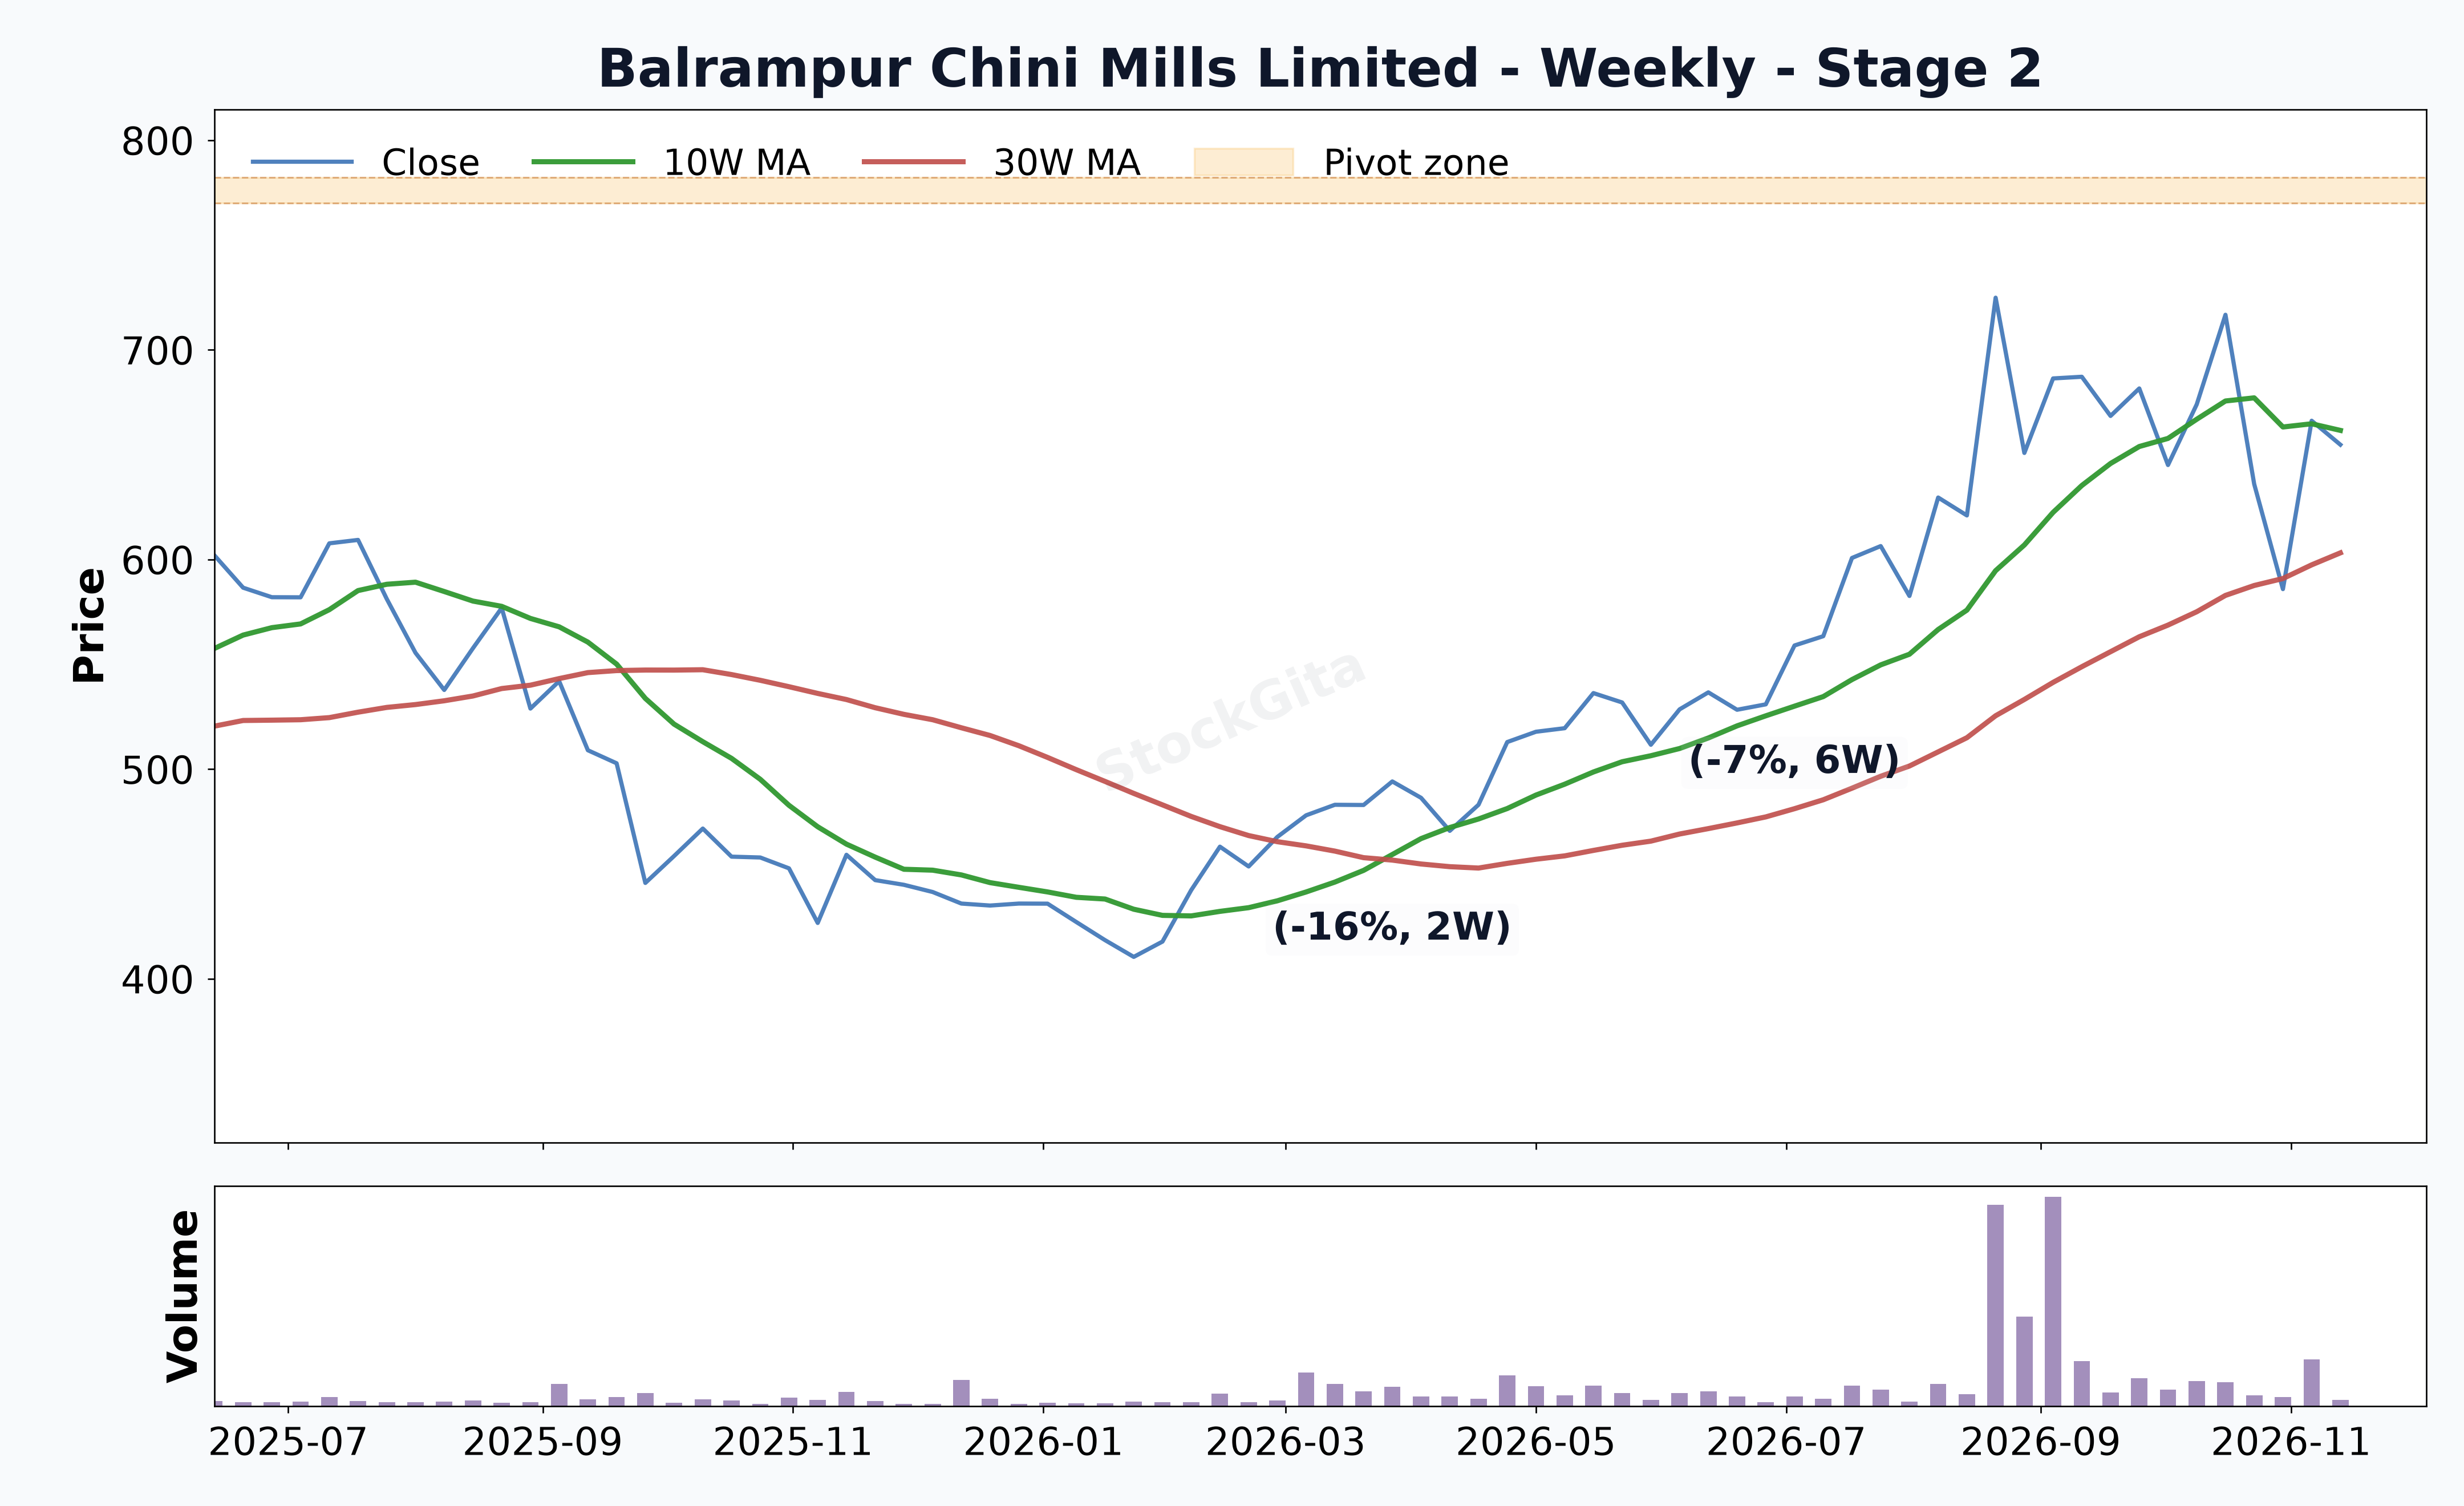 Balrampur Chini Mills Limited - Weekly - Stage 2
Close 10W MA 30W MA Pivot zone
800
700
600
500
400
Price
StockGita
(-7%, 6W)
(-16%, 2W)
Volume
2025-07 2025-09 2025-11 2026-01 2026-03 2026-05 2026-07 2026-09 2026-11